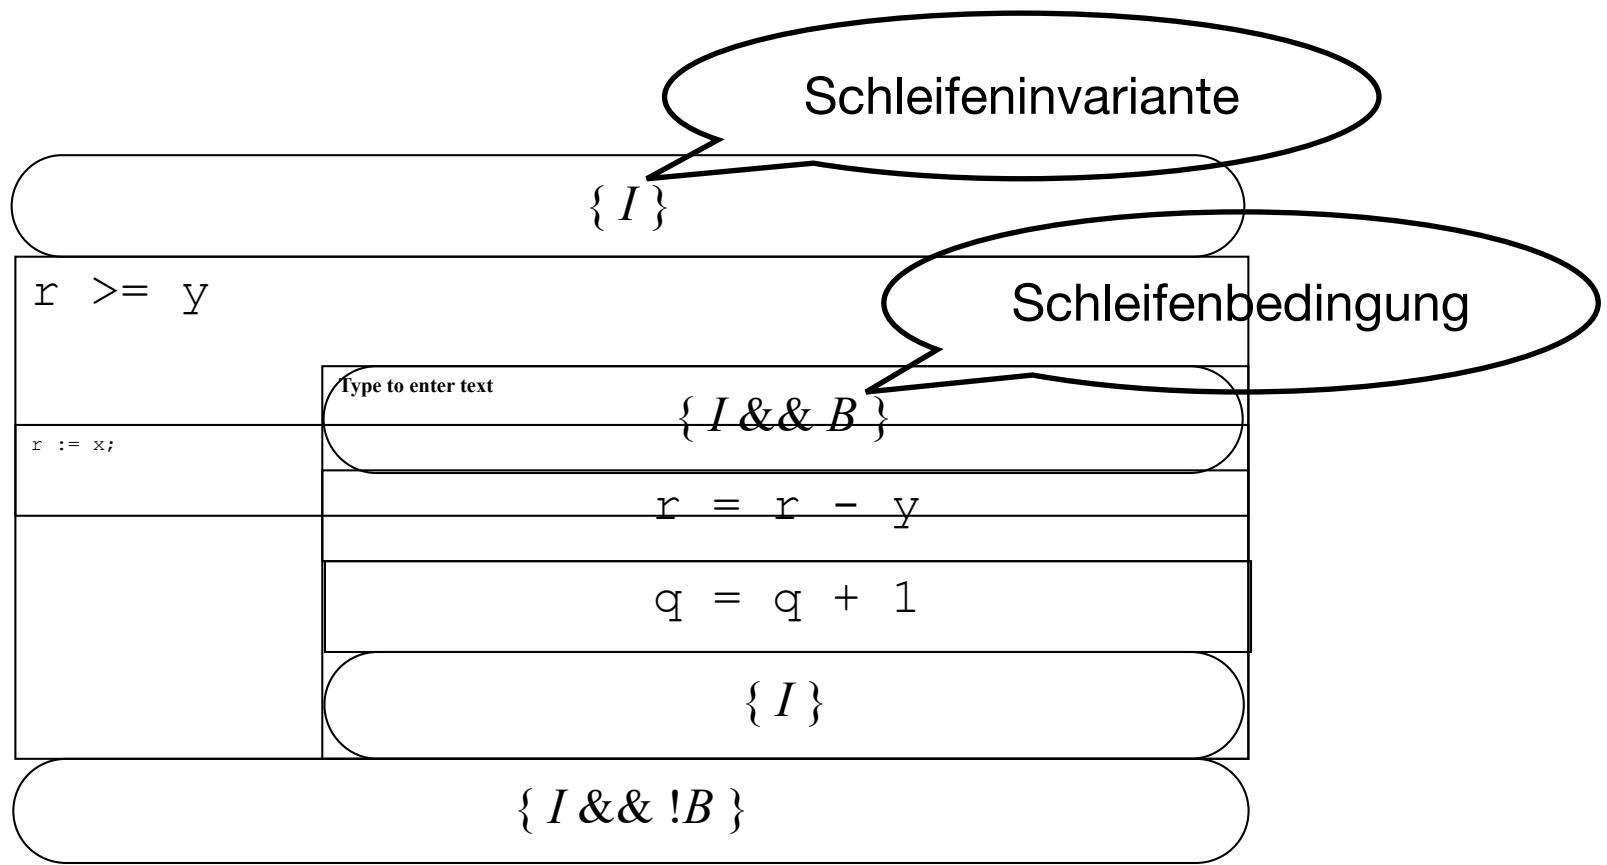 Schleifeninvariante
{ I }
r >= y
Schleifenbedingung
Type to enter text
{ I && B }
r := x;
r = r - y
q = q + 1
{ I }
{ I && !B }